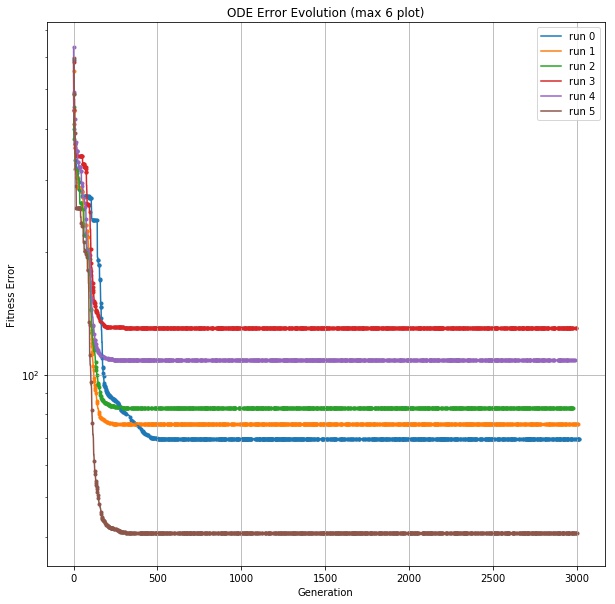 ODE Error Evolution (max 6 plot)
run 0
run 1
run 2
run 3
run 4
run 5
Fitness Error
10²
0 500 1000 1500 2000 2500 3000
Generation